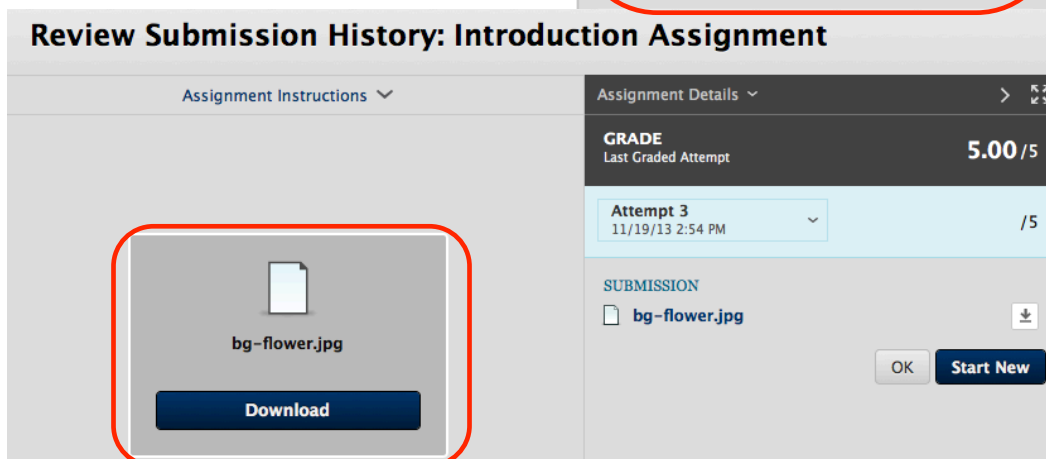 Review Submission History: Introduction Assignment
Assignment Instructions
bg-flower.jpg
Download
Assignment Details
GRADE
Last Graded Attempt
5.00 /5
Attempt 3
11/19/13 2:54 PM
/5
SUBMISSION
bg-flower.jpg
OK
Start New